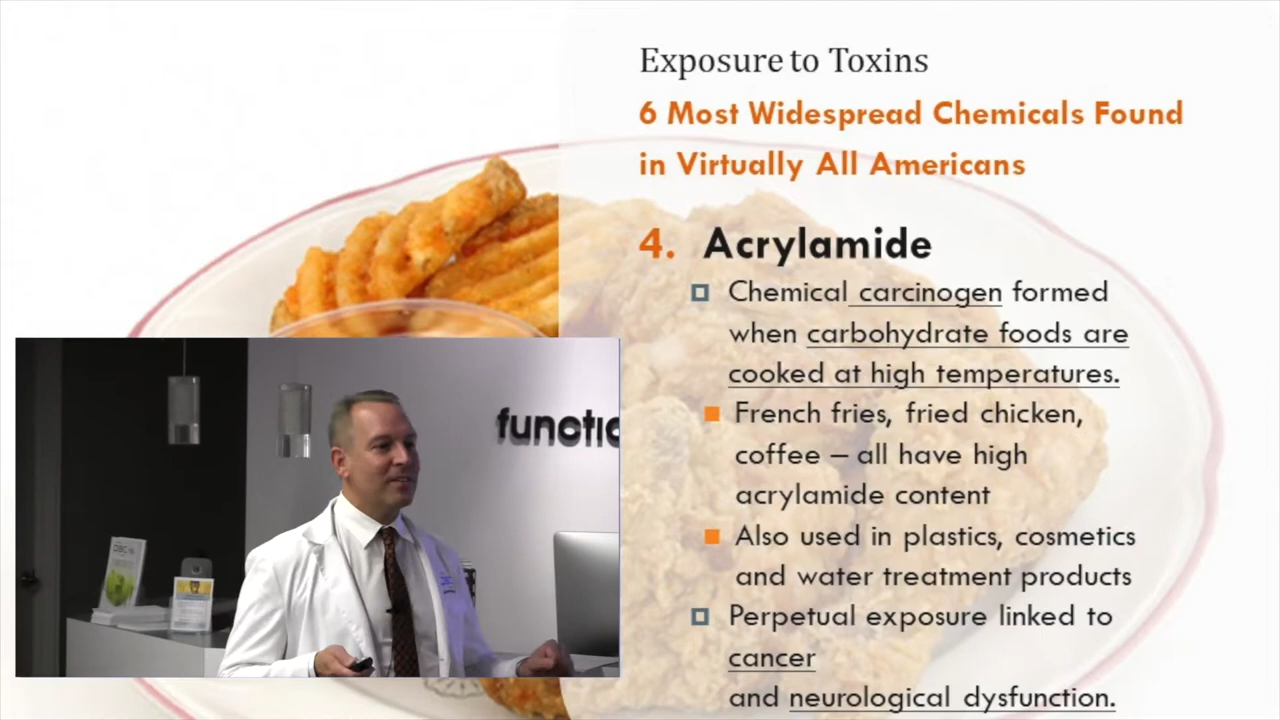 Exposure to Toxins
6 Most Widespread Chemicals Found
in Virtually All Americans
4. Acrylamide
Chemical carcinogen formed
when carbohydrate foods are
cooked at high temperatures.
French fries, fried chicken,
coffee – all have high
acrylamide content
Also used in plastics, cosmetics
and water treatment products
Perpetual exposure linked to
cancer
and neurological dysfunction.
functio